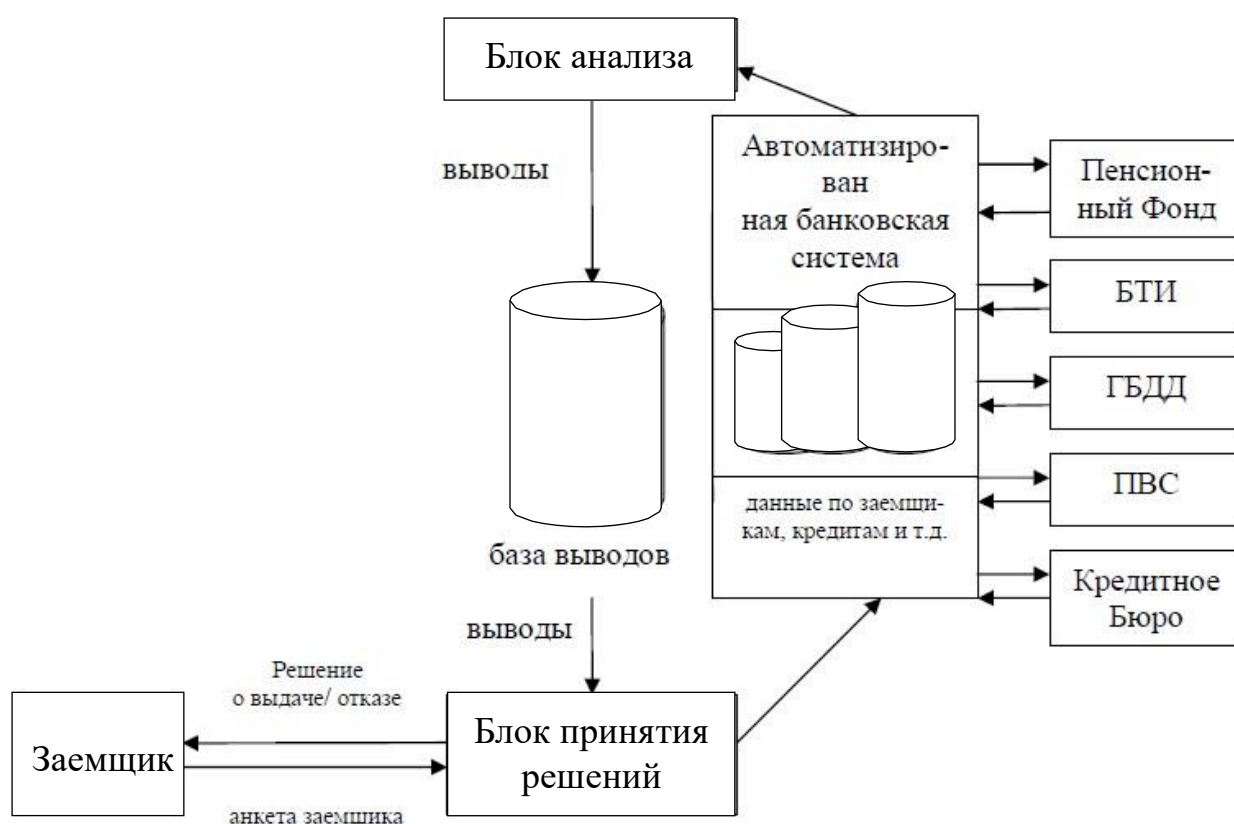 Блок анализа
выводы
Автоматизиро-
ван
ная банковская
система
Пенсион-
ный Фонд
БТИ
ГБДД
ПВС
данные по заемщи-
кам, кредитам и т.д.
Кредитное
Бюро
база выводов
выводы
Решение
о выдаче/ отказе
Заемщик
Блок принятия
решений
анкета заемщика